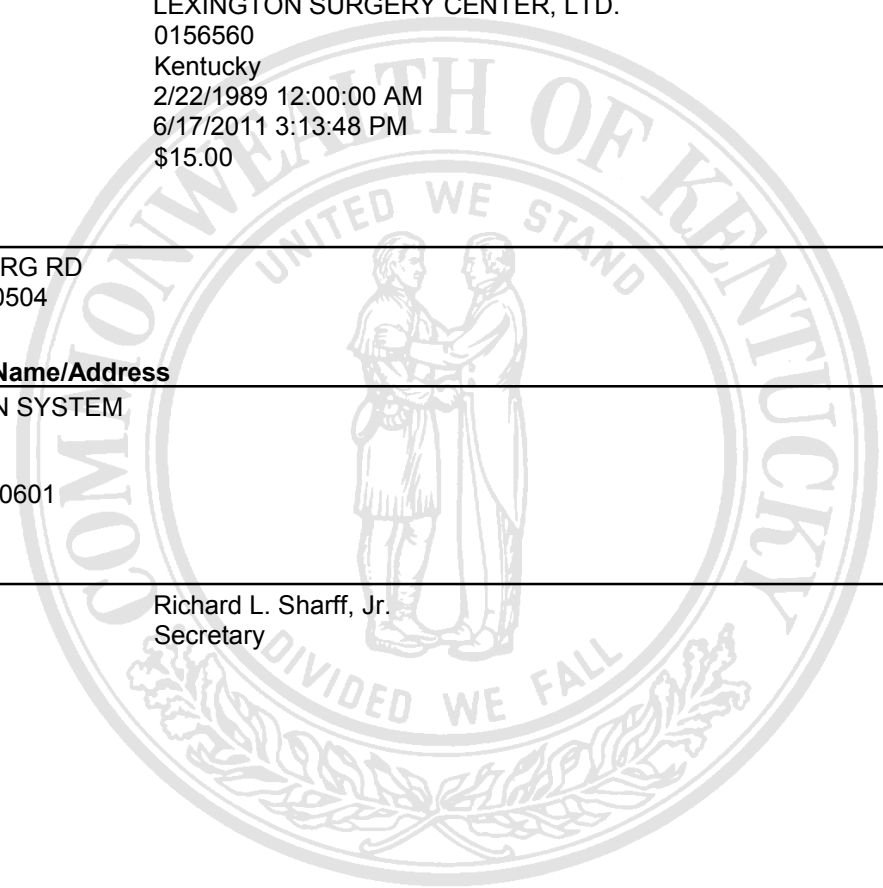 LEXINGTON SURGERY CENTER, LTD.
0156560
Kentucky
2/22/1989 12:00:00 AM
6/17/2011 3:13:48 PM
$15.00
RG RD
0504
Name/Address
N SYSTEM
0601
Richard L. Sharff, Jr.
Secretary
COMMONWEALTH OF KENTUCKY
UNITED WE STAND
DIVIDED WE FALL